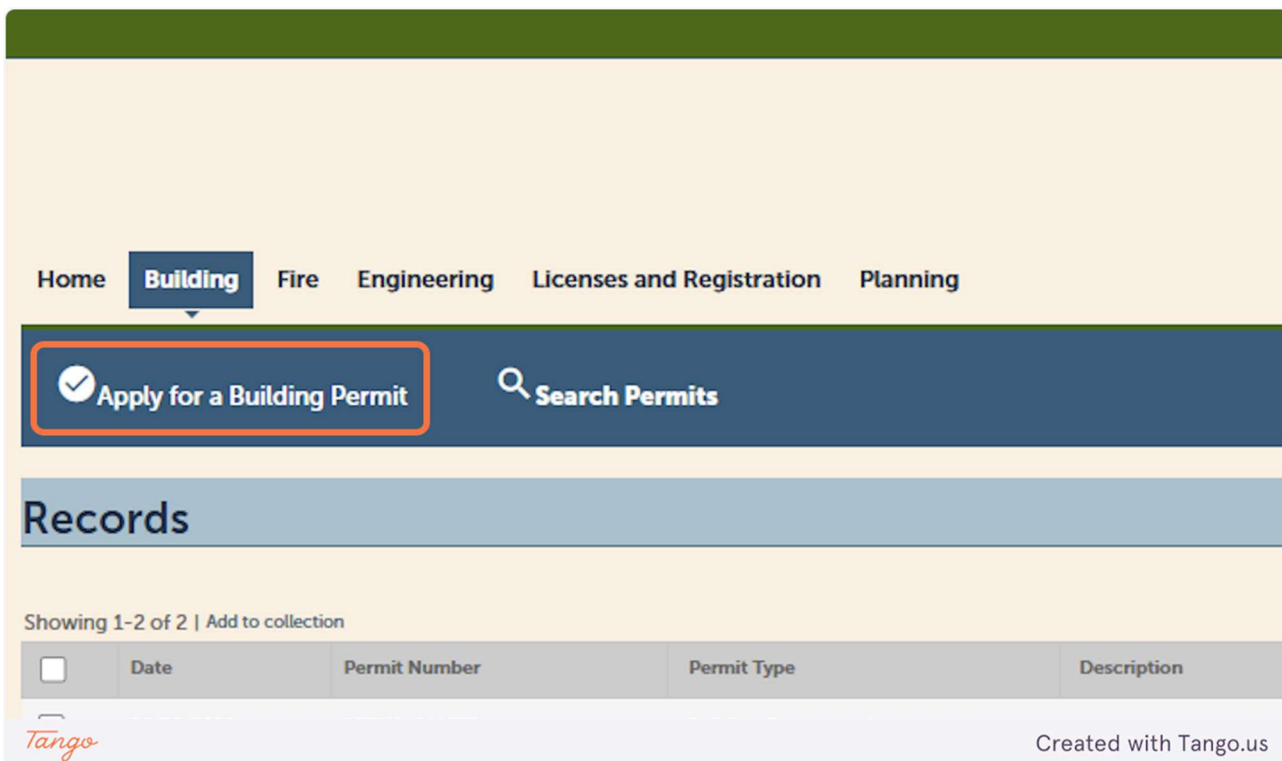 Home Building Fire Engineering Licenses and Registration Planning
Apply for a Building Permit Search Permits
Records
Showing 1-2 of 2 | Add to collection
Date Permit Number Permit Type Description
Tango Created with Tango.us